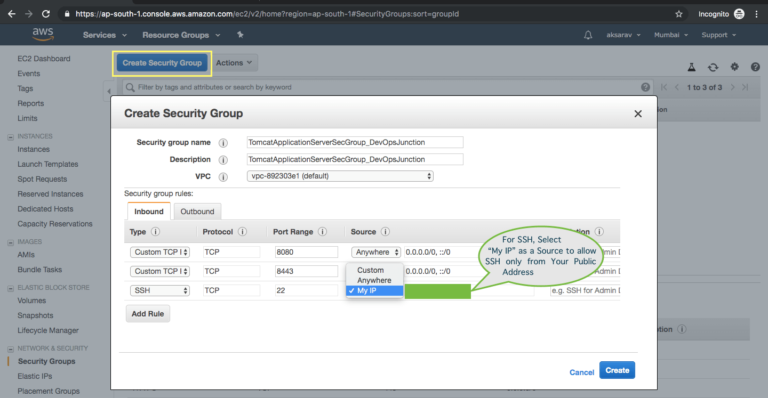 https://ap-south-1.console.aws.amazon.com/ec2/v2/home?region=ap-south-1#SecurityGroups:sort=groupId
Incognito
aws
Services
Resource Groups
aksarav
Mumbai
Support
EC2 Dashboard
Events
Tags
Reports
Limits
INSTANCES
Instances
Launch Templates
Spot Requests
Reserved Instances
Dedicated Hosts
Capacity Reservations
IMAGES
AMIs
Bundle Tasks
ELASTIC BLOCK STORE
Volumes
Snapshots
Lifecycle Manager
NETWORK & SECURITY
Security Groups
Elastic IPs
Placement Groups
Create Security Group
Actions
Filter by tags and attributes or search by keyword
1 to 3 of 3
Create Security Group
Security group name
TomcatApplicationServerSecGroup_DevOpsJunction
Description
TomcatApplicationServerSecGroup_DevOpsJunction
VPC
vpc-892303e1 (default)
Security group rules:
Inbound
Outbound
Type
Protocol
Port Range
Source
Custom TCP
TCP
8080
Anywhere
0.0.0.0/0, ::/0
Custom TCP
TCP
8443
0.0.0.0/0, ::/0
SSH
TCP
22
e.g. SSH for Admin
Custom
Anywhere
✓ My IP
For SSH, Select
“My IP” as a Source to allow
SSH only from Your Public
Address
Add Rule
Cancel
Create